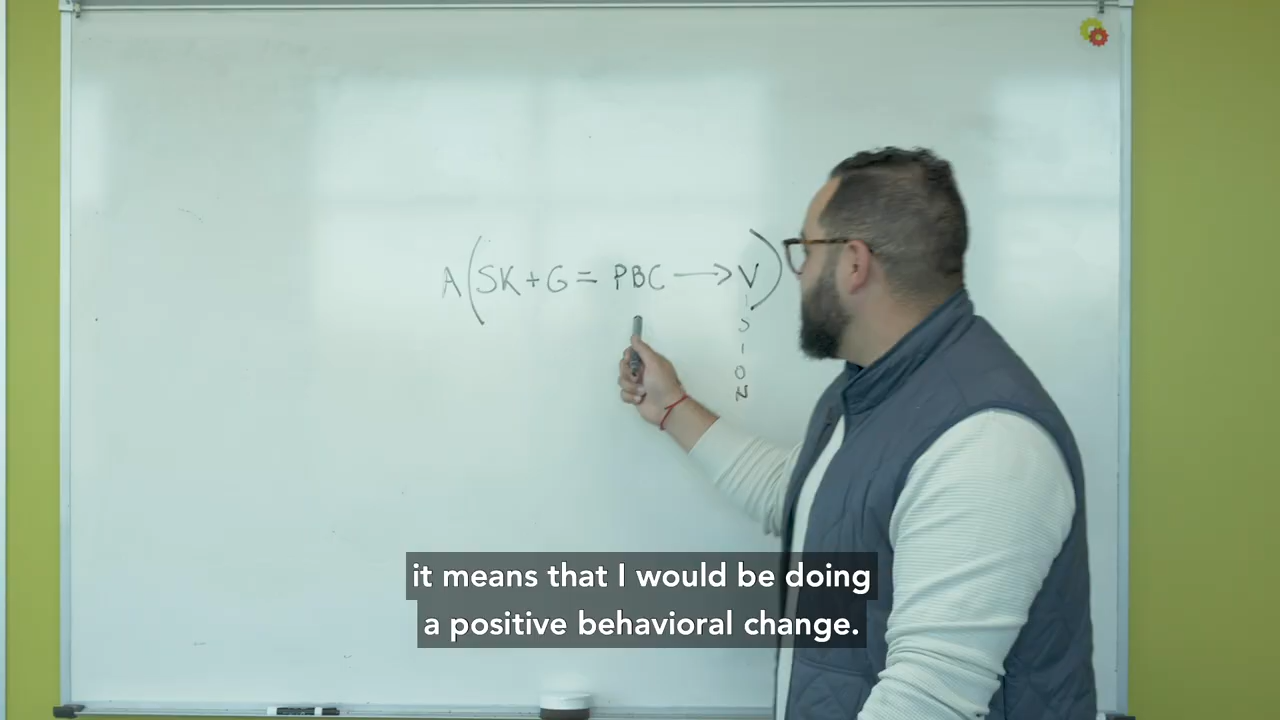 A(SK+G= PBC → V)
I
S
I
O
N
it means that I would be doing
a positive behavioral change.